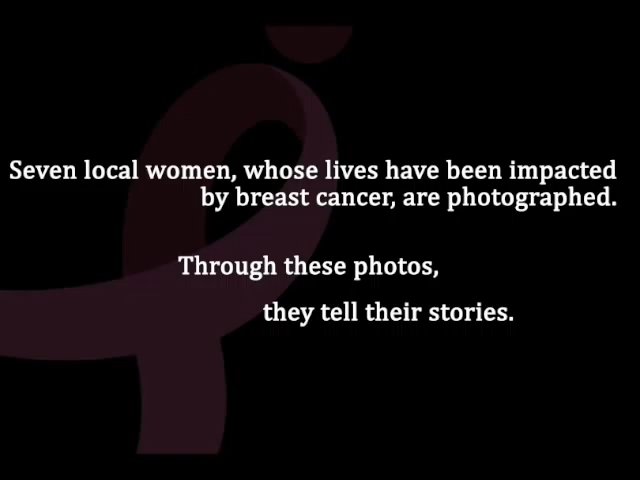 Seven local women, whose lives have been impacted
by breast cancer, are photographed.
Through these photos,
they tell their stories.